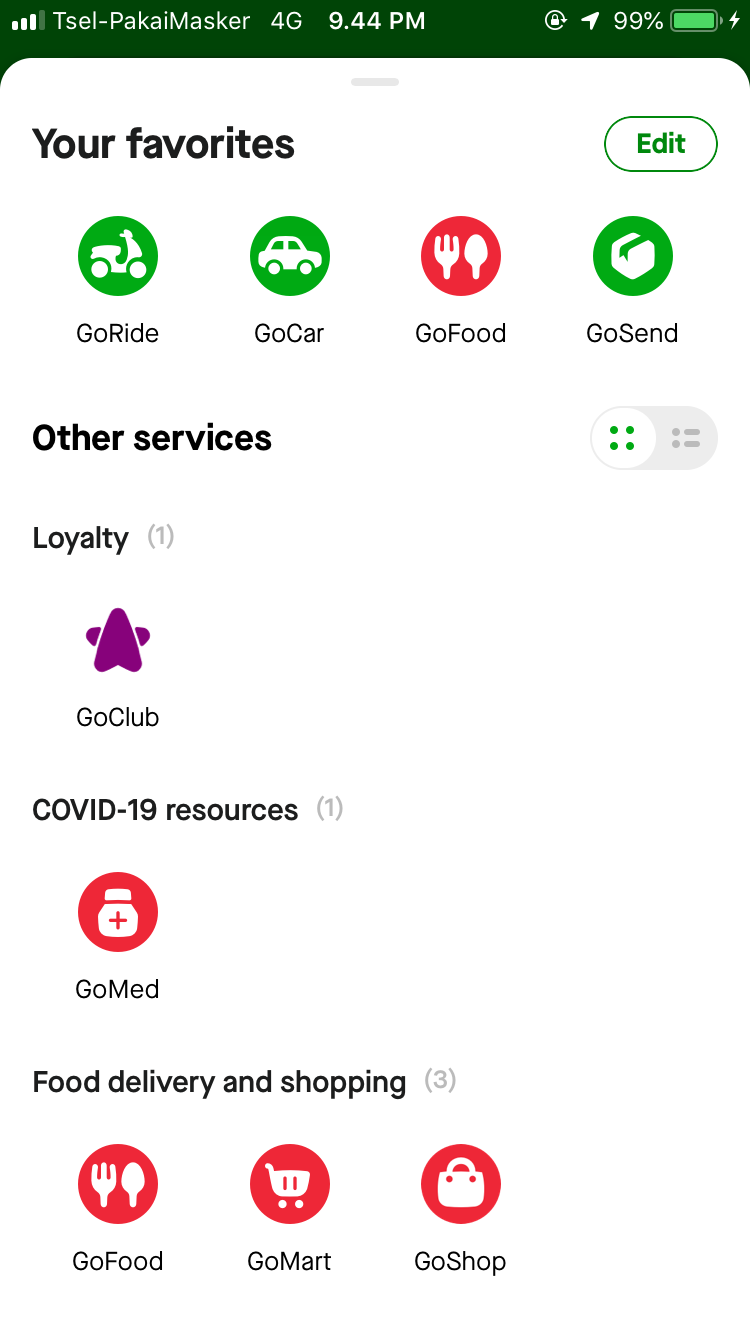 Tsel-PakaiMasker 4G 9.44 PM 99%
Your favorites Edit
GoRide GoCar GoFood GoSend
Other services
Loyalty (1)
GoClub
COVID-19 resources (1)
GoMed
Food delivery and shopping (3)
GoFood GoMart GoShop